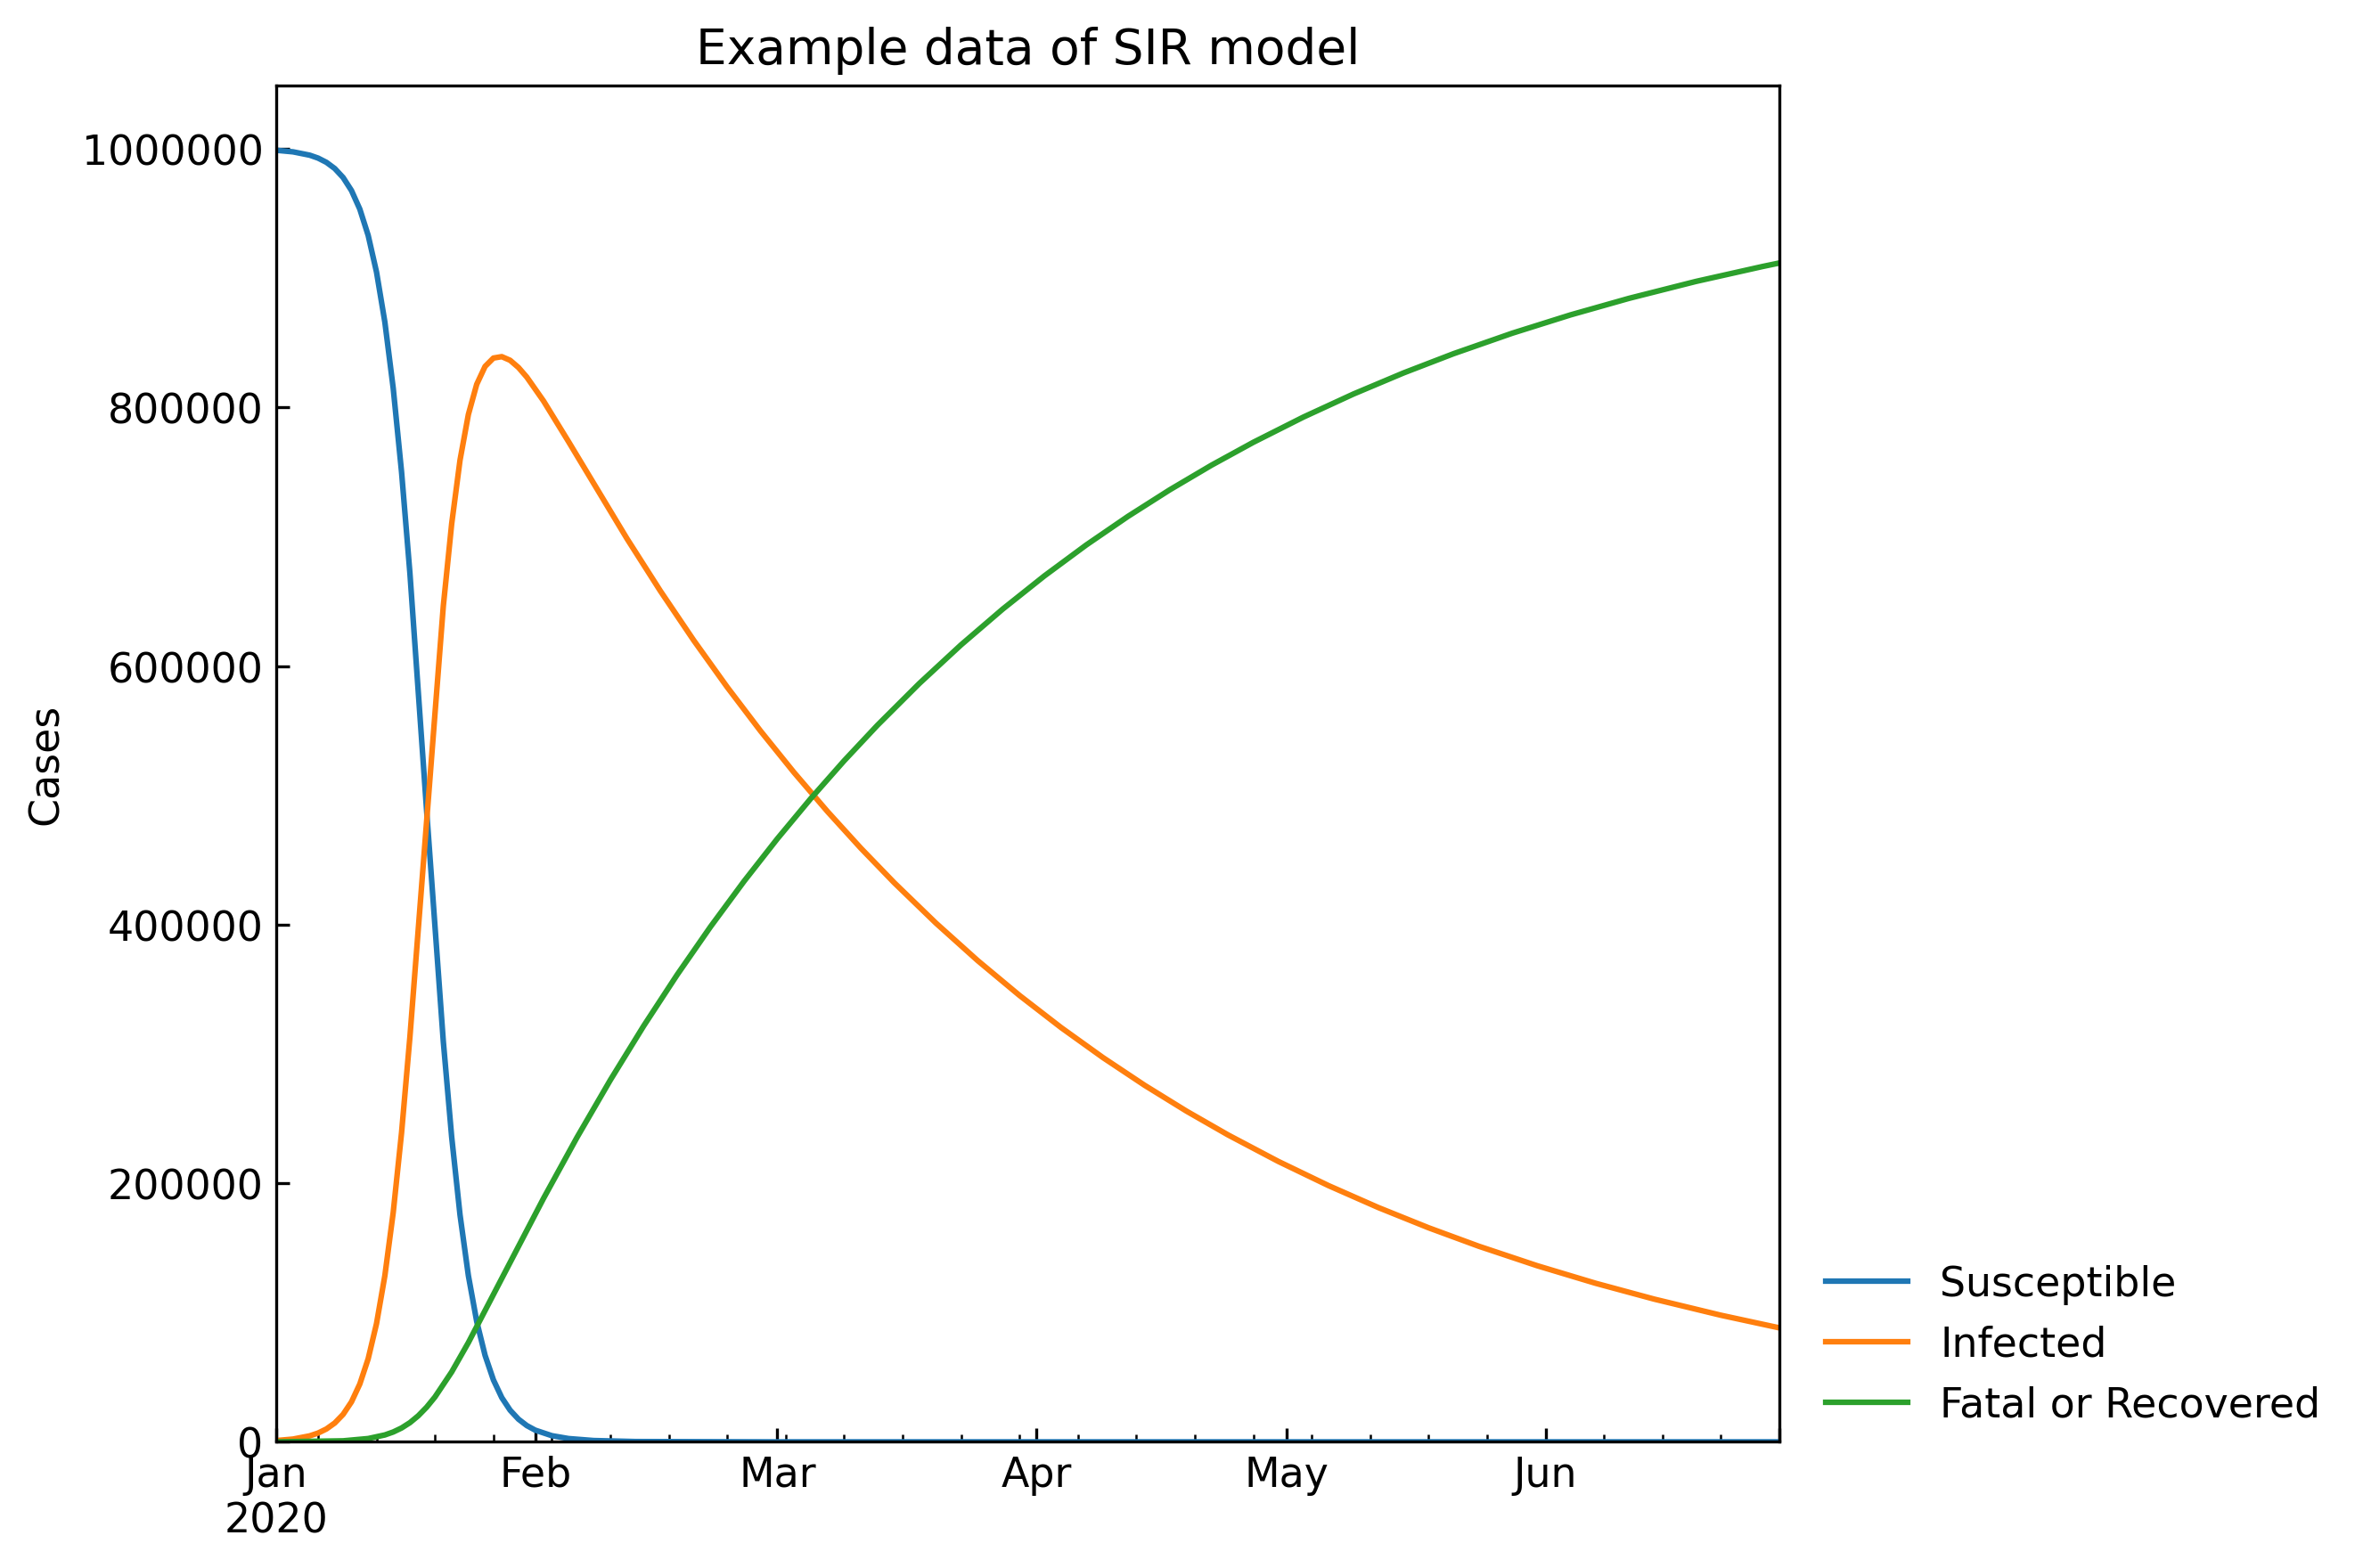 Example data of SIR model
Cases
1000000
800000
600000
400000
200000
0
Jan Feb Mar Apr May Jun
2020
Susceptible
Infected
Fatal or Recovered